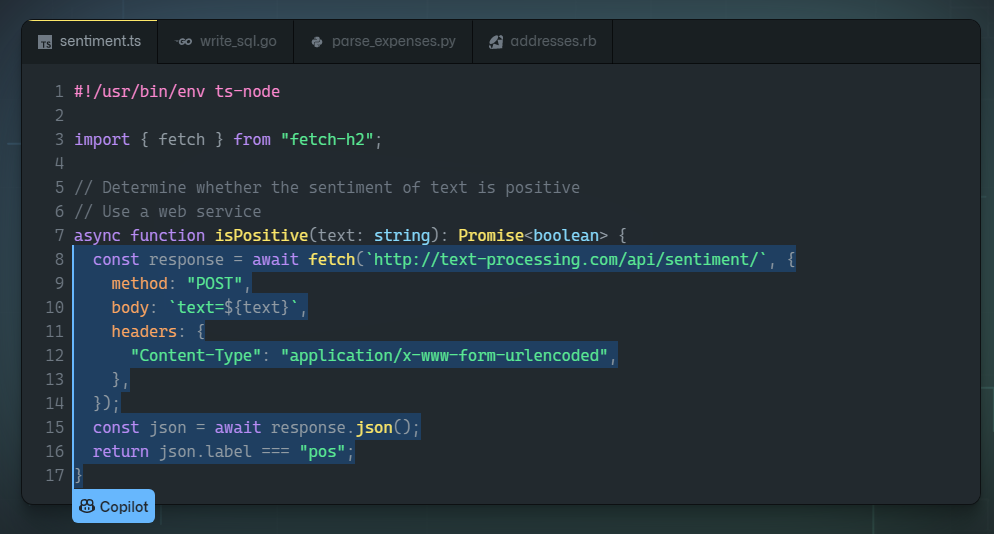 sentiment.ts write_sql.go parse_expenses.py addresses.rb
1 #!/usr/bin/env ts-node
2
3 import { fetch } from "fetch-h2";
4
5 // Determine whether the sentiment of text is positive
6 // Use a web service
7 async function isPositive(text: string): Promise<boolean> {
8 const response = await fetch(`http://text-processing.com/api/sentiment/`, {
9 method: "POST",
10 body: `text=${text}`,
11 headers: {
12 "Content-Type": "application/x-www-form-urlencoded",
13 },
14 });
15 const json = await response.json();
16 return json.label === "pos";
17 }
Copilot